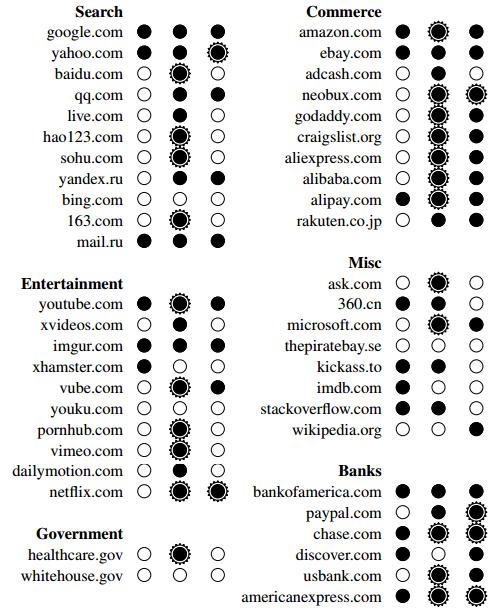 Search
google.com
yahoo.com
baidu.com
qq.com
live.com
hao123.com
sohu.com
yandex.ru
bing.com
163.com
mail.ru
Entertainment
youtube.com
xvideos.com
imgur.com
xhamster.com
vube.com
youku.com
pornhub.com
vimeo.com
dailymotion.com
netflix.com
Government
healthcare.gov
whitehouse.gov
Commerce
amazon.com
ebay.com
adcash.com
neobux.com
godaddy.com
craigslist.org
aliexpress.com
alibaba.com
alipay.com
rakuten.co.jp
Misc
ask.com
360.cn
microsoft.com
thepiratebay.se
kickass.to
imdb.com
stackoverflow.com
wikipedia.org
Banks
bankofamerica.com
paypal.com
chase.com
discover.com
usbank.com
americanexpress.com